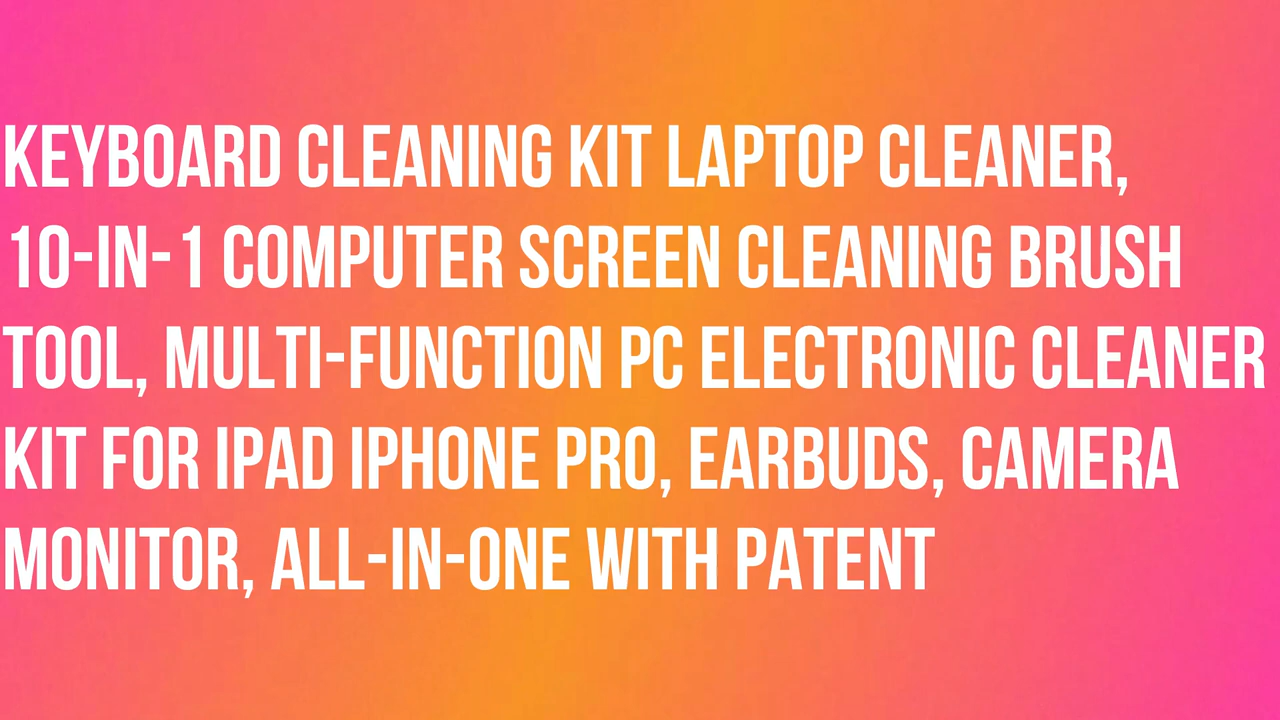 KEYBOARD CLEANING KIT LAPTOP CLEANER,
10-IN-1 COMPUTER SCREEN CLEANING BRUSH
TOOL, MULTI-FUNCTION PC ELECTRONIC CLEANER
KIT FOR IPAD IPHONE PRO, EARBUDS, CAMERA
MONITOR, ALL-IN-ONE WITH PATENT